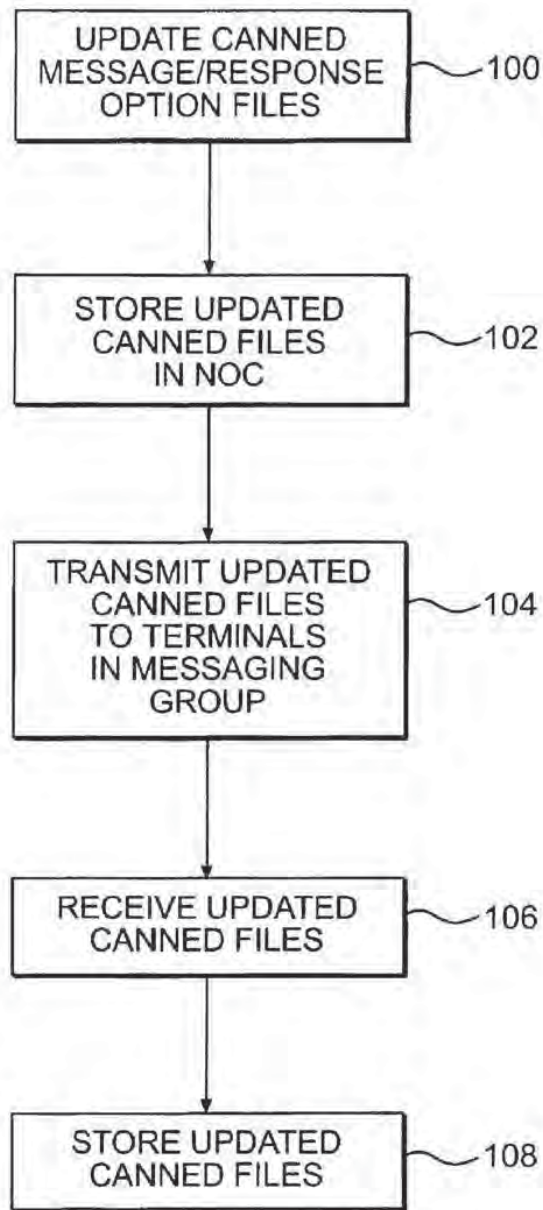 UPDATE CANNED
MESSAGE/RESPONSE
OPTION FILES
100
STORE UPDATED
CANNED FILES
IN NOC
102
TRANSMIT UPDATED
CANNED FILES
TO TERMINALS
IN MESSAGING
GROUP
104
RECEIVE UPDATED
CANNED FILES
106
STORE UPDATED
CANNED FILES
108